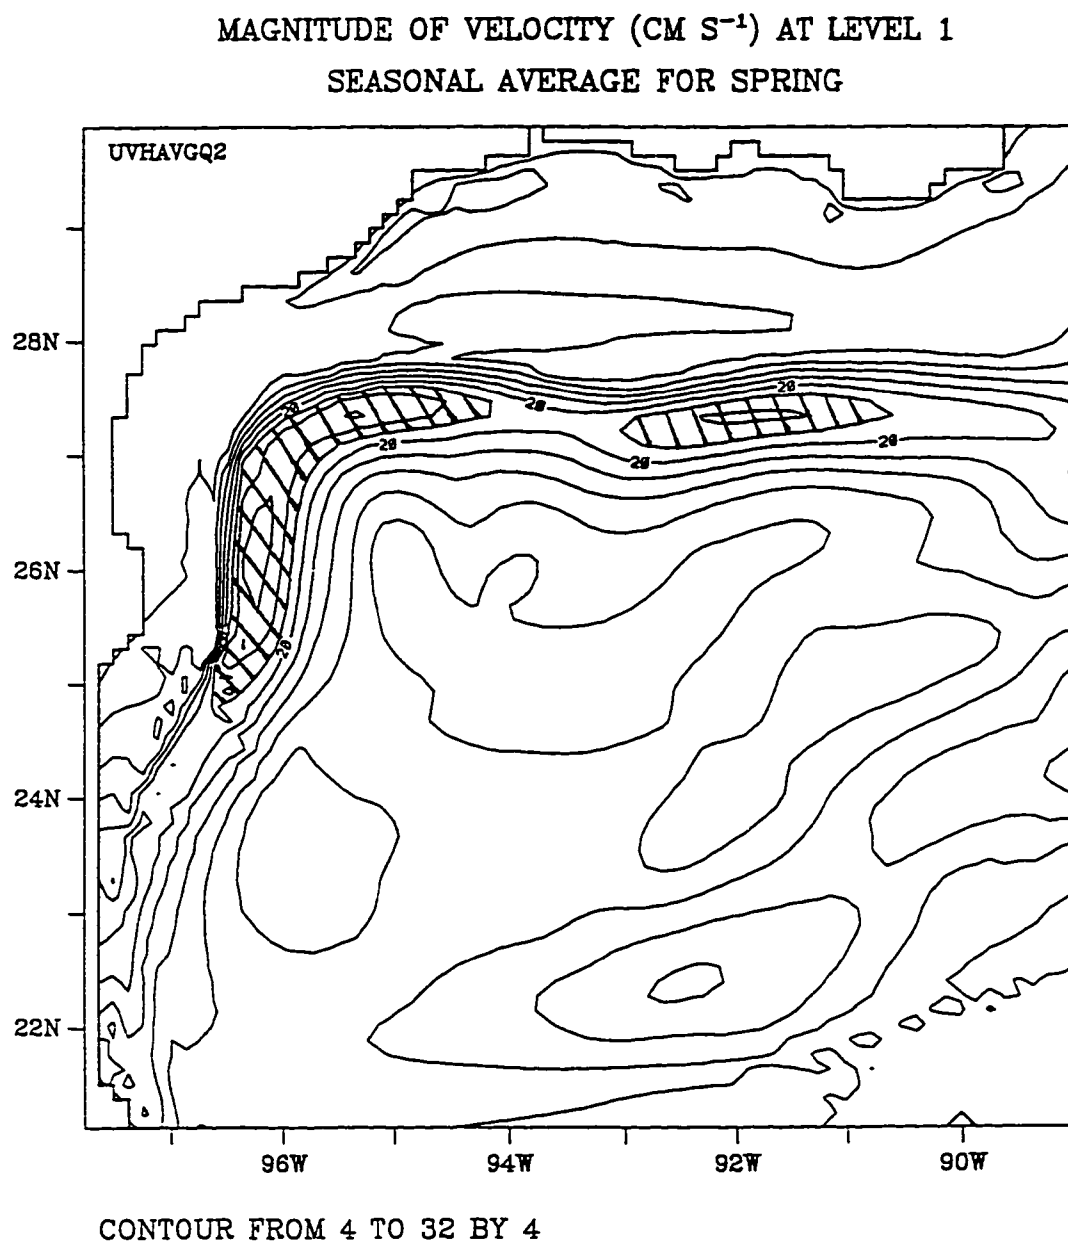 MAGNITUDE OF VELOCITY (CM S⁻¹) AT LEVEL 1
SEASONAL AVERAGE FOR SPRING
UVHAVGQ2
28N
20
20
20
20
20
20
26N
20
24N
22N
96W
94W
92W
90W
CONTOUR FROM 4 TO 32 BY 4